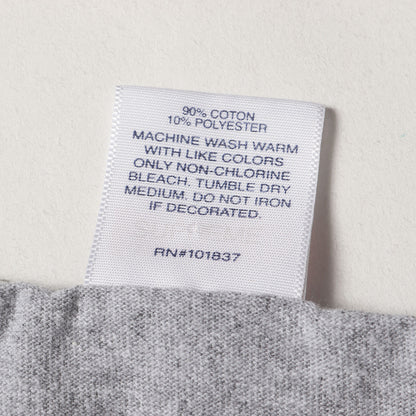 90% COTON
10% POLYESTER
MACHINE WASH WARM
WITH LIKE COLORS
ONLY NON-CHLORINE
BLEACH. TUMBLE DRY
MEDIUM. DO NOT IRON
IF DECORATED.
RN#101837